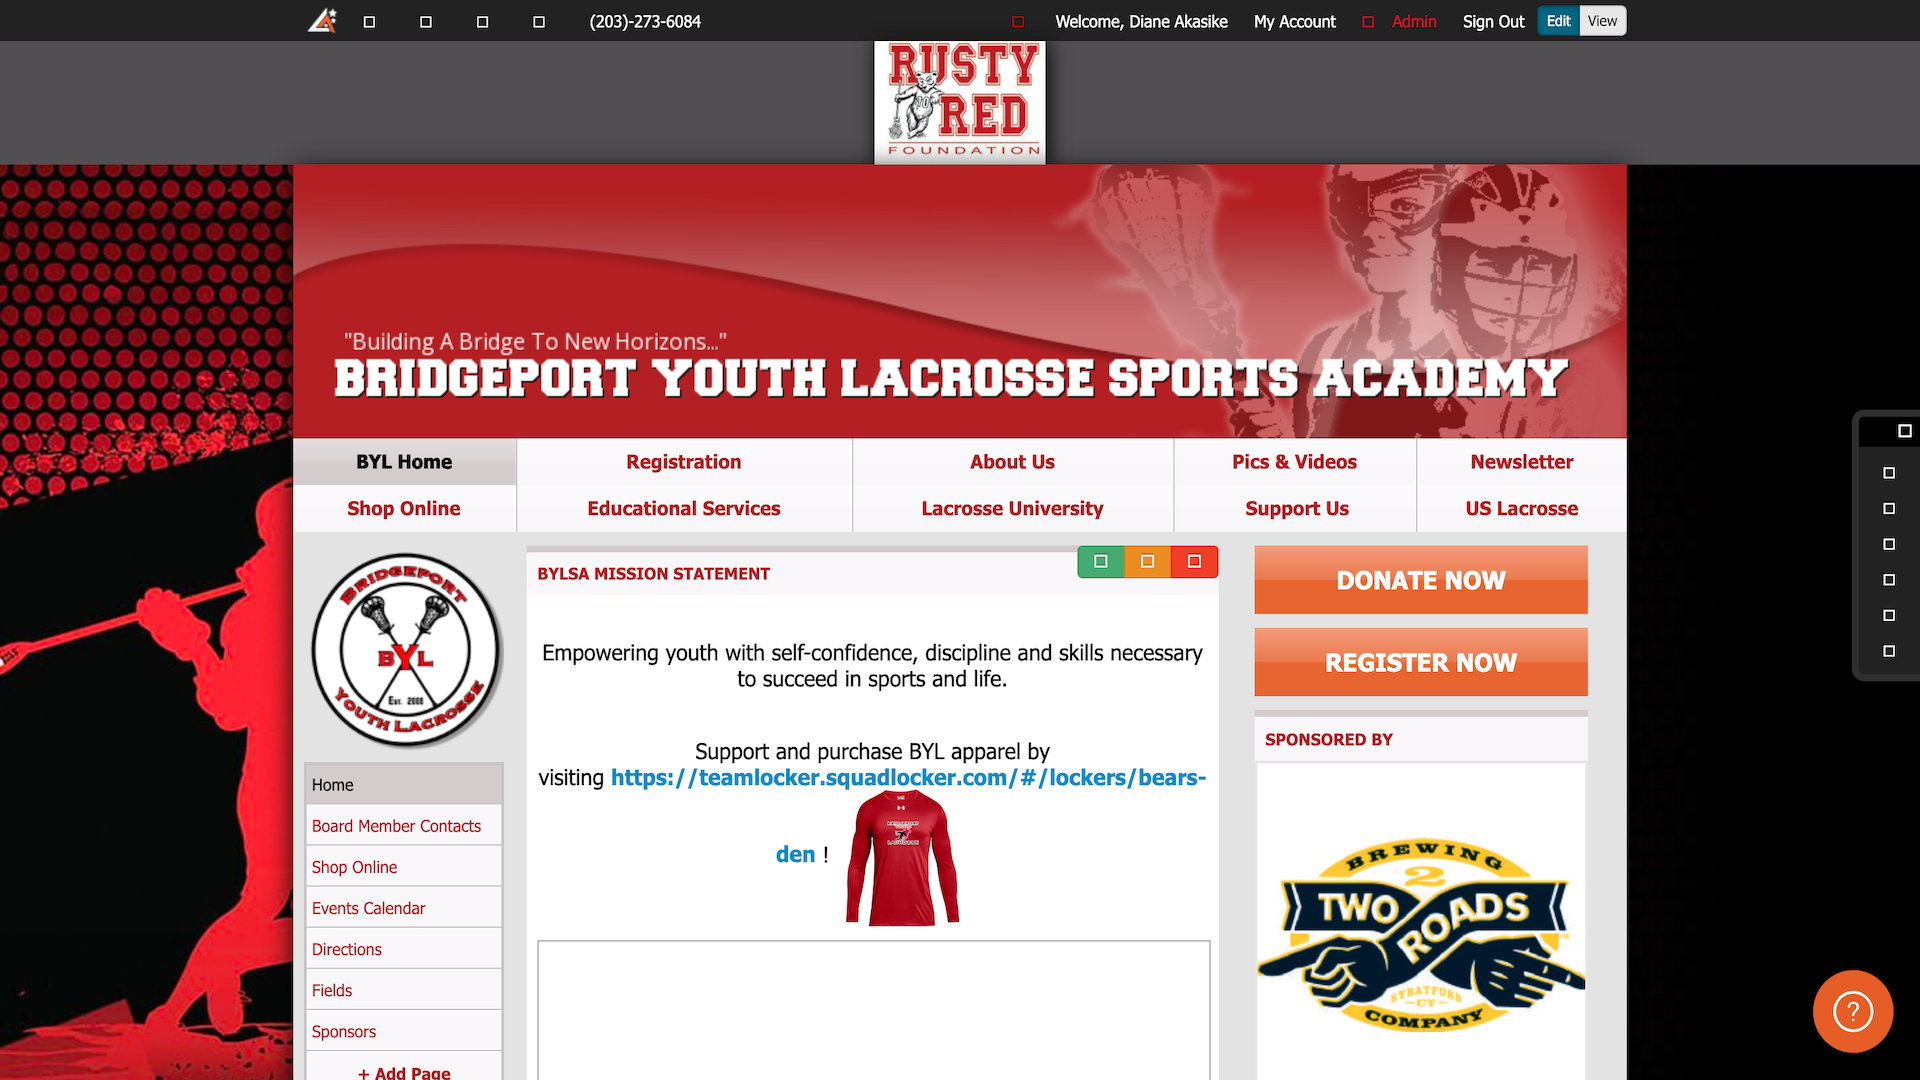 (203)-273-6084
Welcome, Diane Akasike
My Account
Admin
Sign Out
Edit
View
RUSTY
10
RED
FOUNDATION
"Building A Bridge To New Horizons..."
BRIDGEPORT YOUTH LACROSSE SPORTS ACADEMY
BYL Home
Registration
About Us
Pics & Videos
Newsletter
Shop Online
Educational Services
Lacrosse University
Support Us
US Lacrosse
BRIDGEPORT
BYL
Est. 2000
YOUTH LACROSSE
Home
Board Member Contacts
Shop Online
Events Calendar
Directions
Fields
Sponsors
+ Add Page
BYLSA MISSION STATEMENT
Empowering youth with self-confidence, discipline and skills necessary
to succeed in sports and life.
Support and purchase BYL apparel by
visiting https://teamlocker.squadlocker.com/#/lockers/bears-
den !
BRIDGEPORT
LACROSSE
DONATE NOW
REGISTER NOW
SPONSORED BY
BREWING
2
TWO ROADS
STRATFORD
CT
COMPANY
?